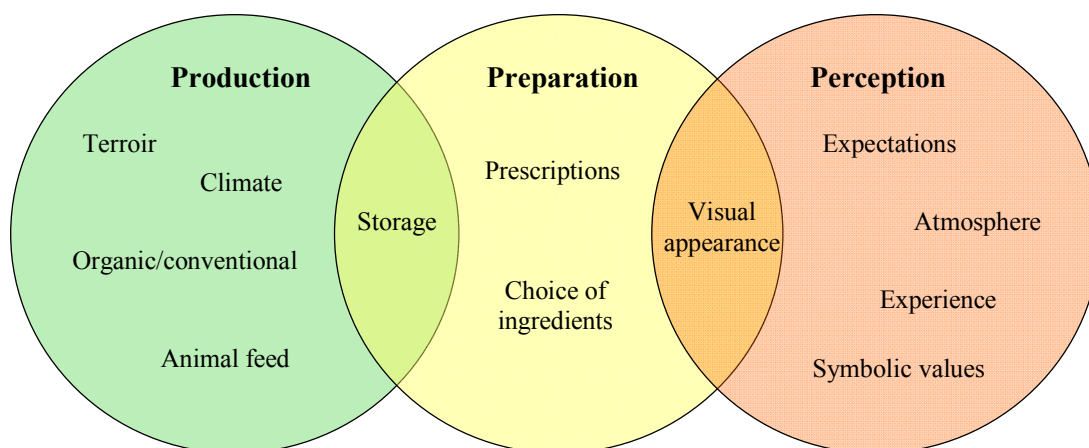 Production
Terroir
Climate
Organic/conventional
Animal feed
Storage
Preparation
Prescriptions
Choice of
ingredients
Visual
appearance
Perception
Expectations
Atmosphere
Experience
Symbolic values